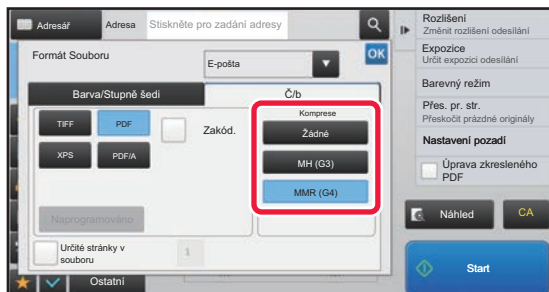 Adresář
Adresa
Stiskněte pro zadání adresy
Formát Souboru
E-pošta
OK
Barva/Stupně šedi
Č/b
TIFF
PDF
Zakód.
XPS
PDF/A
Komprese
Žádné
MH (G3)
MMR (G4)
Naprogramováno
Určité stránky v
souboru
1
Ostatní
Rozlišení
Změnit rozlišení odesílání
Expozice
Určit expozici odesílání
Barevný režim
Přes. pr. str.
Přeskočit prázdné originály
Nastavení pozadí
Úprava zkresleného
PDF
Náhled
CA
Start